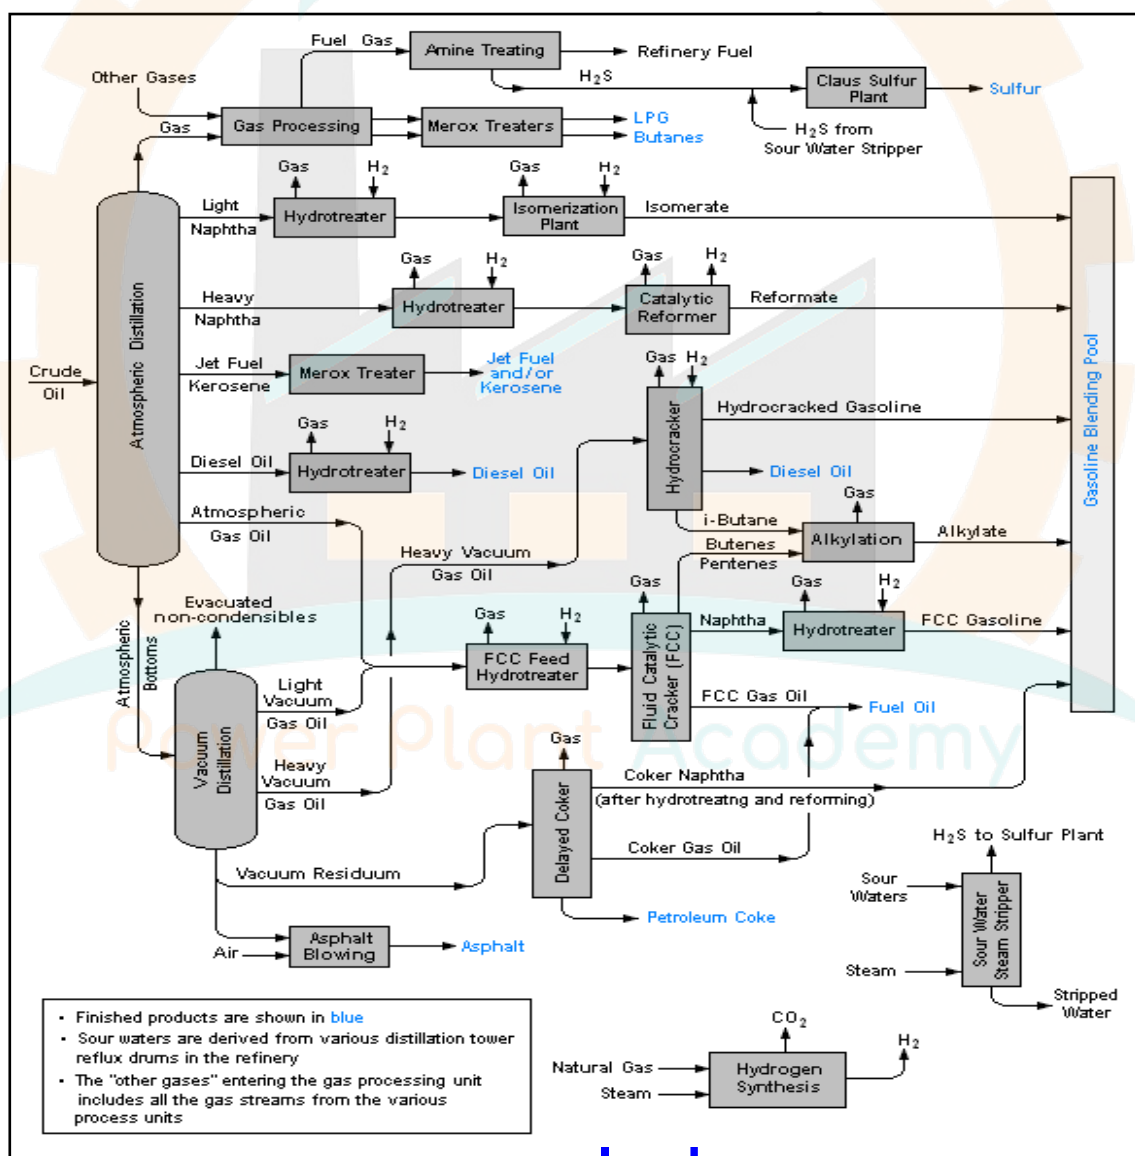 Fuel Gas
Amine Treating
Refinery Fuel
H2S
Claus Sulfur
Plant
Sulfur
Other Gases
Gas
Gas Processing
Merox Treaters
LPG
Butanes
H2S from
Sour Water Stripper
Gas
H2
Gas
H2
Light
Naphtha
Hydrotreater
Isomerization
Plant
Isomerate
Gas
H2
Gas
H2
Heavy
Naphtha
Hydrotreater
Catalytic
Reformer
Reformate
Atmospheric Distillation
Crude
Oil
Jet Fuel
Kerosene
Merox Treater
Jet Fuel
and/or
Kerosene
Gas
H2
Hydrocracker
Hydrocracked Gasoline
Gasoline Blending Pool
Gas
H2
Diesel Oil
Hydrotreater
Diesel Oil
Diesel Oil
Gas
Atmospheric
Gas Oil
i-Butane
Butenes
Pentenes
Alkylation
Alkylate
Heavy Vacuum
Gas Oil
Evacuated
non-condensibles
Gas
H2
Gas
Gas
H2
Naphtha
Hydrotreater
FCC Gasoline
Atmospheric
Bottoms
FCC Feed
Hydrotreater
Fluid Catalytic
Cracker (FCC)
Light
Vacuum
Gas Oil
FCC Gas Oil
Fuel Oil
Power Plant Academy
Vacuum
Distillation
Heavy
Vacuum
Gas Oil
Gas
Delayed Coker
Coker Naphtha
(after hydrotreatng and reforming)
Coker Gas Oil
Vacuum Residuum
Petroleum Coke
H2S to Sulfur Plant
Sour
Waters
Sour Water
Steam Stripper
Steam
Stripped
Water
Air
Asphalt
Blowing
Asphalt
CO2
H2
Natural Gas
Steam
Hydrogen
Synthesis
• Finished products are shown in blue
• Sour waters are derived from various distillation tower
reflux drums in the refinery
• The "other gases" entering the gas processing unit
includes all the gas streams from the various
process units